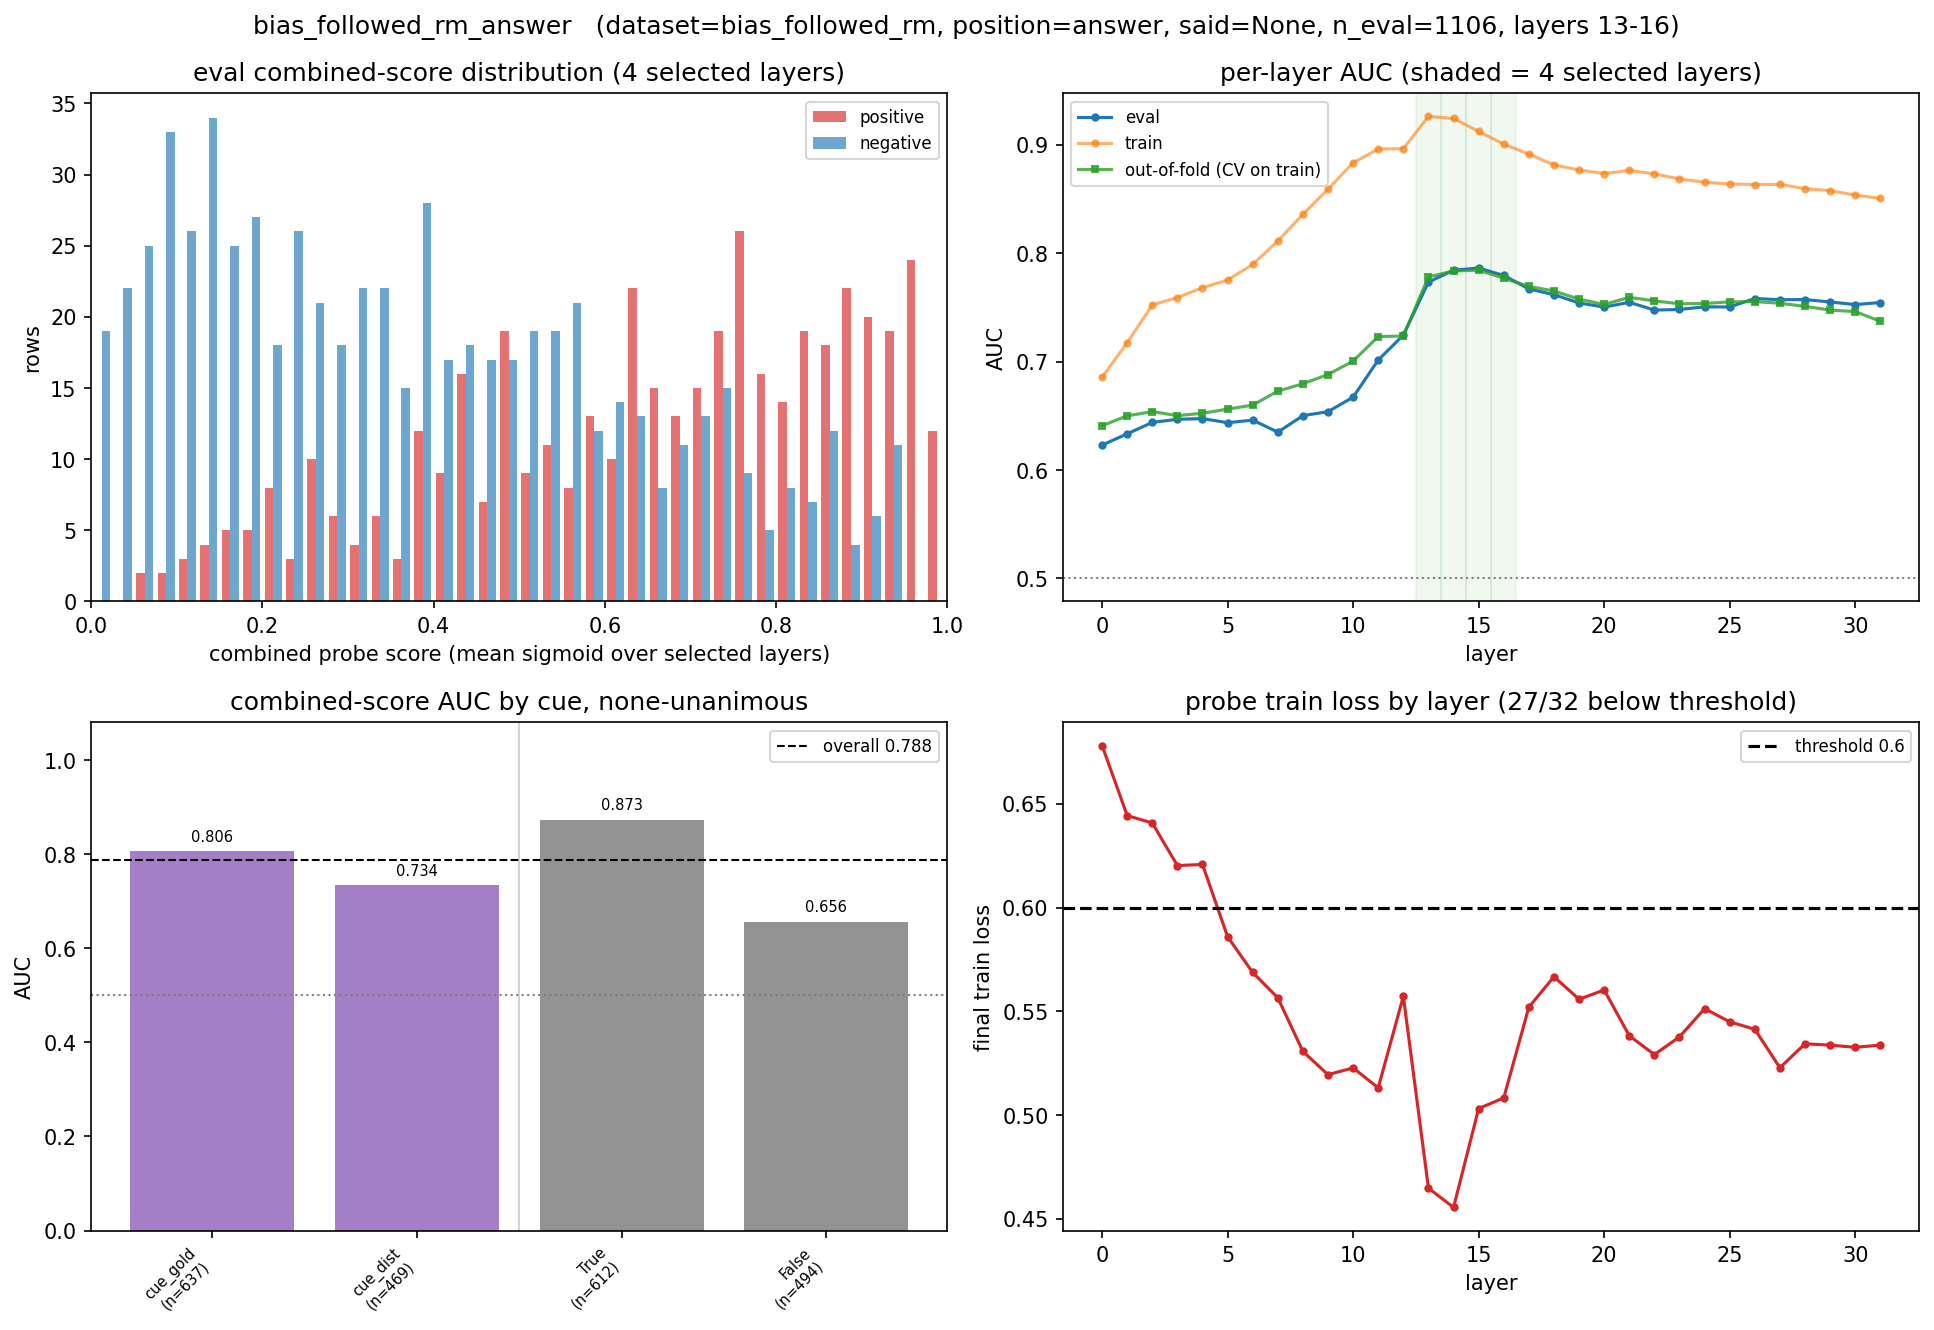 bias_followed_rm_answer   (dataset=bias_followed_rm, position=answer, said=None, n_eval=1106, layers 13-16)
eval combined-score distribution (4 selected layers)
35
30
25
20
15
10
5
0
rows
positive
negative
0.0 0.2 0.4 0.6 0.8 1.0
combined probe score (mean sigmoid over selected layers)
per-layer AUC (shaded = 4 selected layers)
eval
train
out-of-fold (CV on train)
0.9
0.8
0.7
0.6
0.5
AUC
0 5 10 15 20 25 30
layer
combined-score AUC by cue, none-unanimous
overall 0.788
1.0
0.8
0.6
0.4
0.2
0.0
AUC
0.806
0.734
0.873
0.656
cue_gold
(n=637)
cue_dist
(n=469)
True
(n=612)
False
(n=494)
probe train loss by layer (27/32 below threshold)
threshold 0.6
0.65
0.60
0.55
0.50
0.45
final train loss
0 5 10 15 20 25 30
layer